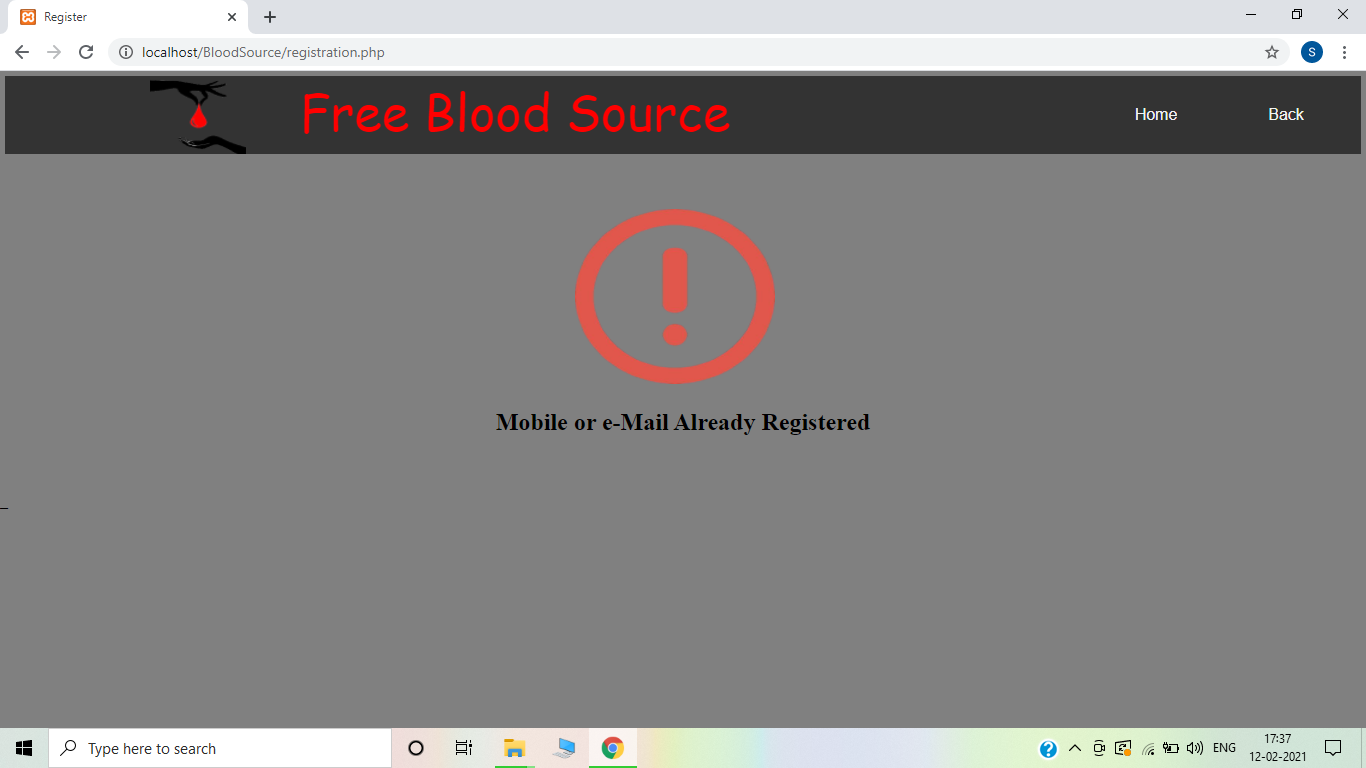 Register
localhost/BloodSource/registration.php
S
Free Blood Source
Home
Back
Mobile or e-Mail Already Registered
Type here to search
ENG
17:37
12-02-2021